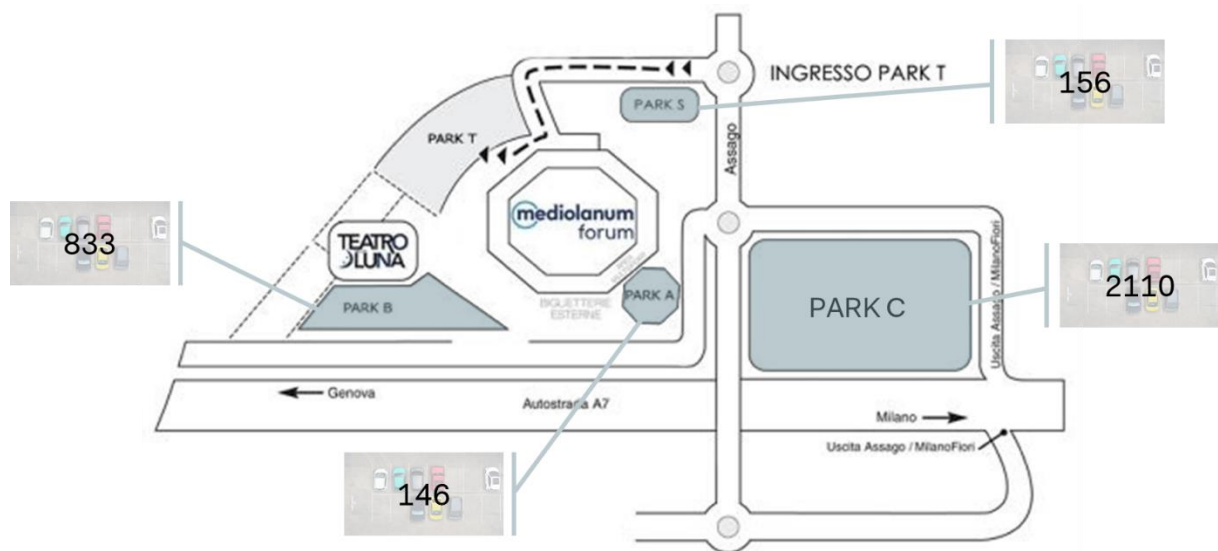 INGRESSO PARK T
156
PARK S
PARK T
Assago
mediolanum
forum
833
TEATRO
LUNA
Uscita Assago / MilanoFiori
2110
PARK A
PARK B
PARK C
BIGLIETTERIE
ESTERNE
Genova
Autostrada A7
Milano
Uscita Assago / MilanoFiori
146